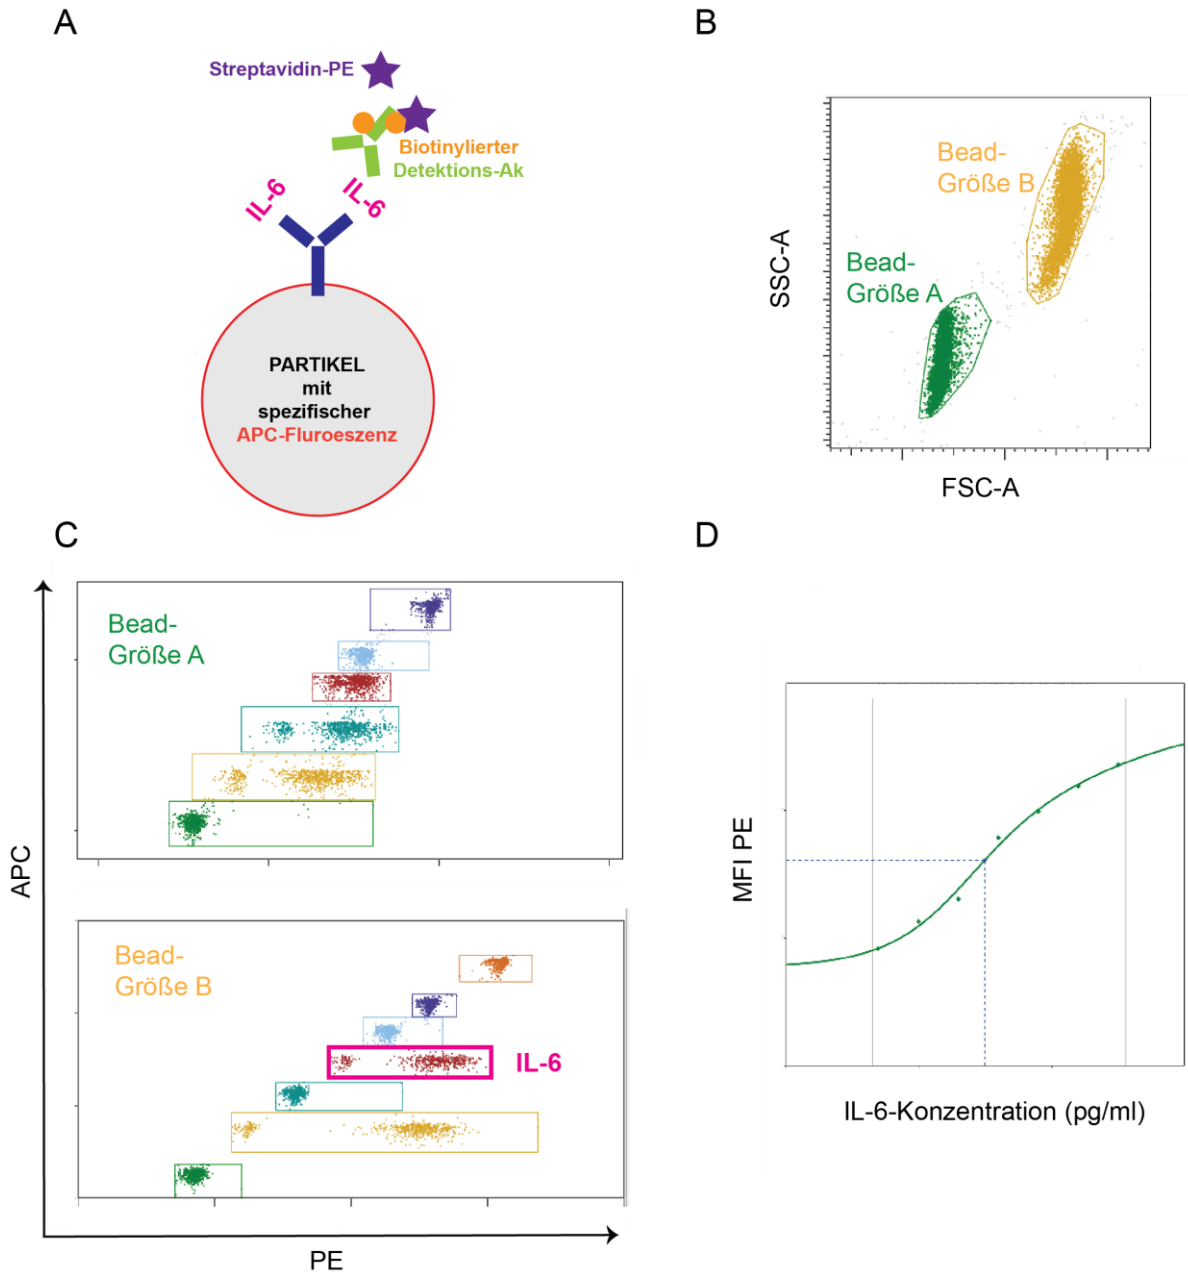 A
Streptavidin-PE
Biotinylierter
Detektions-Ak
IL-6
IL-6
PARTIKEL
mit
spezifischer
APC-Fluroeszenz
B
Bead-
Größe B
Bead-
Größe A
SSC-A
FSC-A
C
Bead-
Größe A
APC
Bead-
Größe B
IL-6
PE
D
MFI PE
IL-6-Konzentration (pg/ml)